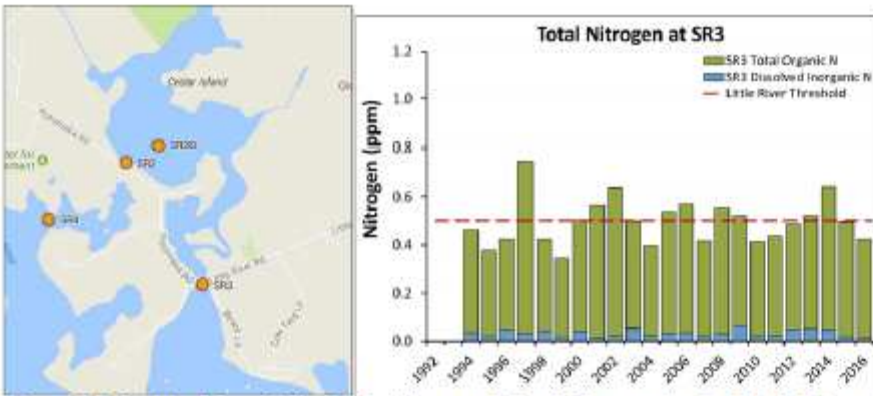 Cedar Island
SR2
SR4
SR3
Total Nitrogen at SR3
SR3 Total Organic N
SR3 Dissolved Inorganic N
Little River Threshold
Nitrogen (ppm)
1.2
1.0
0.8
0.6
0.4
0.2
0.0
1992
1994
1996
1998
2000
2002
2004
2006
2008
2010
2012
2014
2016